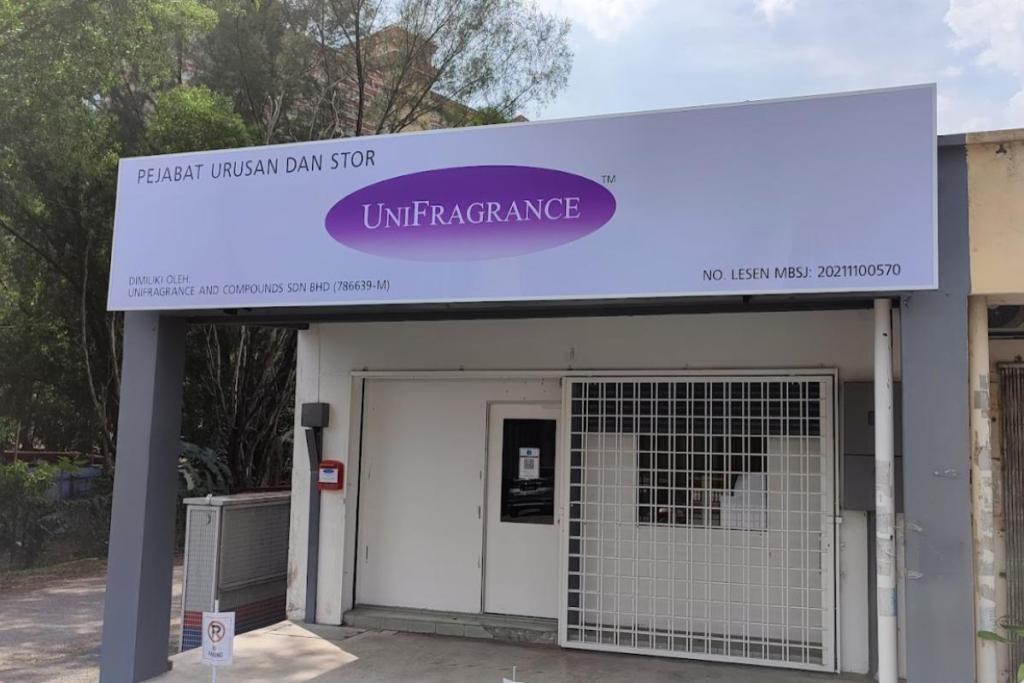 PEJABAT URUSAN DAN STOR
UNIFRAGRANCE TM
DIMILIKI OLEH:
UNIFRAGRANCE AND COMPOUNDS SDN BHD (786639-M)
NO. LESEN MBSJ: 20211100570
P